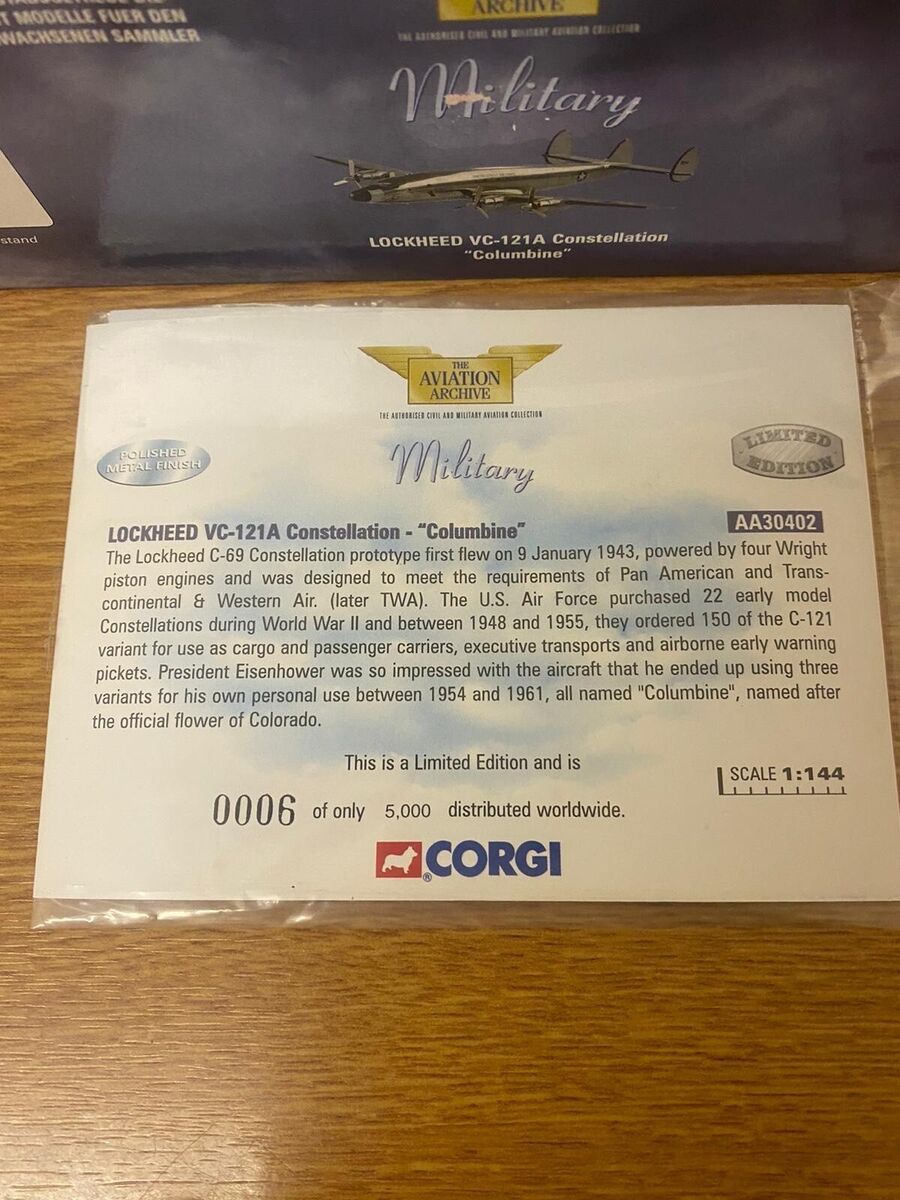 T MODELLE FUER DEN
WACHSENEN SAMMLER
stand
ARCHIVE
THE AUTHORISED CIVIL AND MILITARY AVIATION COLLECTION
Military
LOCKHEED VC-121A Constellation
"Columbine"
THE
AVIATION
ARCHIVE
THE AUTHORISED CIVIL AND MILITARY AVIATION COLLECTION
POLISHED
METAL FINISH
Military
LIMITED
EDITION
LOCKHEED VC-121A Constellation - "Columbine"
AA30402
The Lockheed C-69 Constellation prototype first flew on 9 January 1943, powered by four Wright
piston engines and was designed to meet the requirements of Pan American and Trans-
continental & Western Air. (later TWA). The U.S. Air Force purchased 22 early model
Constellations during World War II and between 1948 and 1955, they ordered 150 of the C-121
variant for use as cargo and passenger carriers, executive transports and airborne early warning
pickets. President Eisenhower was so impressed with the aircraft that he ended up using three
variants for his own personal use between 1954 and 1961, all named "Columbine", named after
the official flower of Colorado.
This is a Limited Edition and is
SCALE 1:144
0006 of only 5,000 distributed worldwide.
CORGI